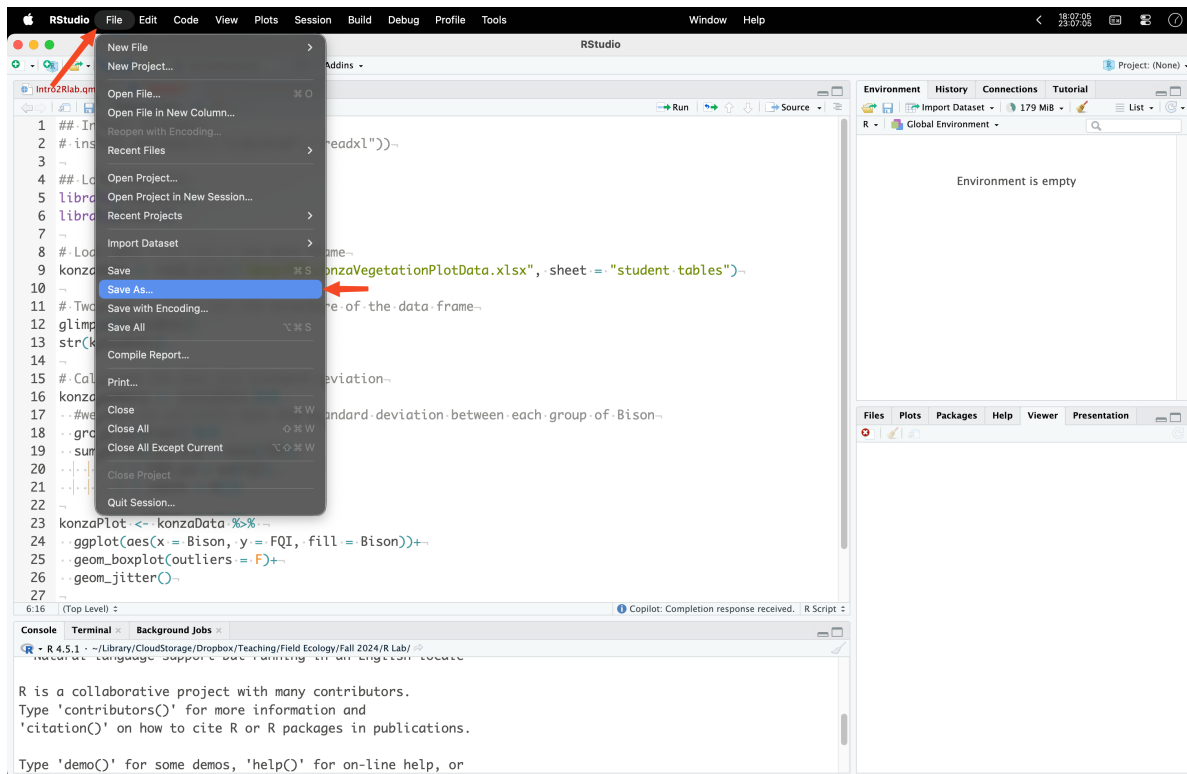 RStudio File Edit Code View Plots Session Build Debug Profile Tools Window Help 18:07:05 23:07:05
RStudio
Addins Project: (None)
New File
New Project...
Open File... ⌘ O
Open File in New Column...
Reopen with Encoding...
Recent Files
Open Project...
Open Project in New Session...
Recent Projects
Import Dataset
Save ⌘ S
Save As...
Save with Encoding...
Save All ⌥ ⌘ S
Compile Report...
Print...
Close ⌘ W
Close All ⇧ ⌘ W
Close All Except Current ⌥ ⇧ ⌘ W
Close Project
Quit Session...
Intro2Rlab.qm
Run Source
1 ## In
2 # ins readxl"))
3
4 ## Lo
5 libra
6 libra
7
8 # Loa ame
9 konza onzaVegetationPlotData.xlsx", sheet = "student tables")
10
11 # Two re of the data frame
12 glimp
13 str(k
14
15 # Cal eviation
16 konza
17 #we andard deviation between each group of Bison
18 gro
19 sum
20
21
22
23 konzaPlot <- konzaData %>%
24 ggplot(aes(x = Bison, y = FQI, fill = Bison))+
25 geom_boxplot(outliers = F)+
26 geom_jitter()
27
6:16 (Top Level) Copilot: Completion response received. R Script
Console Terminal Background Jobs
R 4.5.1 · ~/Library/CloudStorage/Dropbox/Teaching/Field Ecology/Fall 2024/R Lab/
Natural language support but running in an English locale
R is a collaborative project with many contributors.
Type 'contributors()' for more information and
'citation()' on how to cite R or R packages in publications.
Type 'demo()' for some demos, 'help()' for on-line help, or
Environment History Connections Tutorial
Import Dataset 179 MiB List
R Global Environment
Environment is empty
Files Plots Packages Help Viewer Presentation